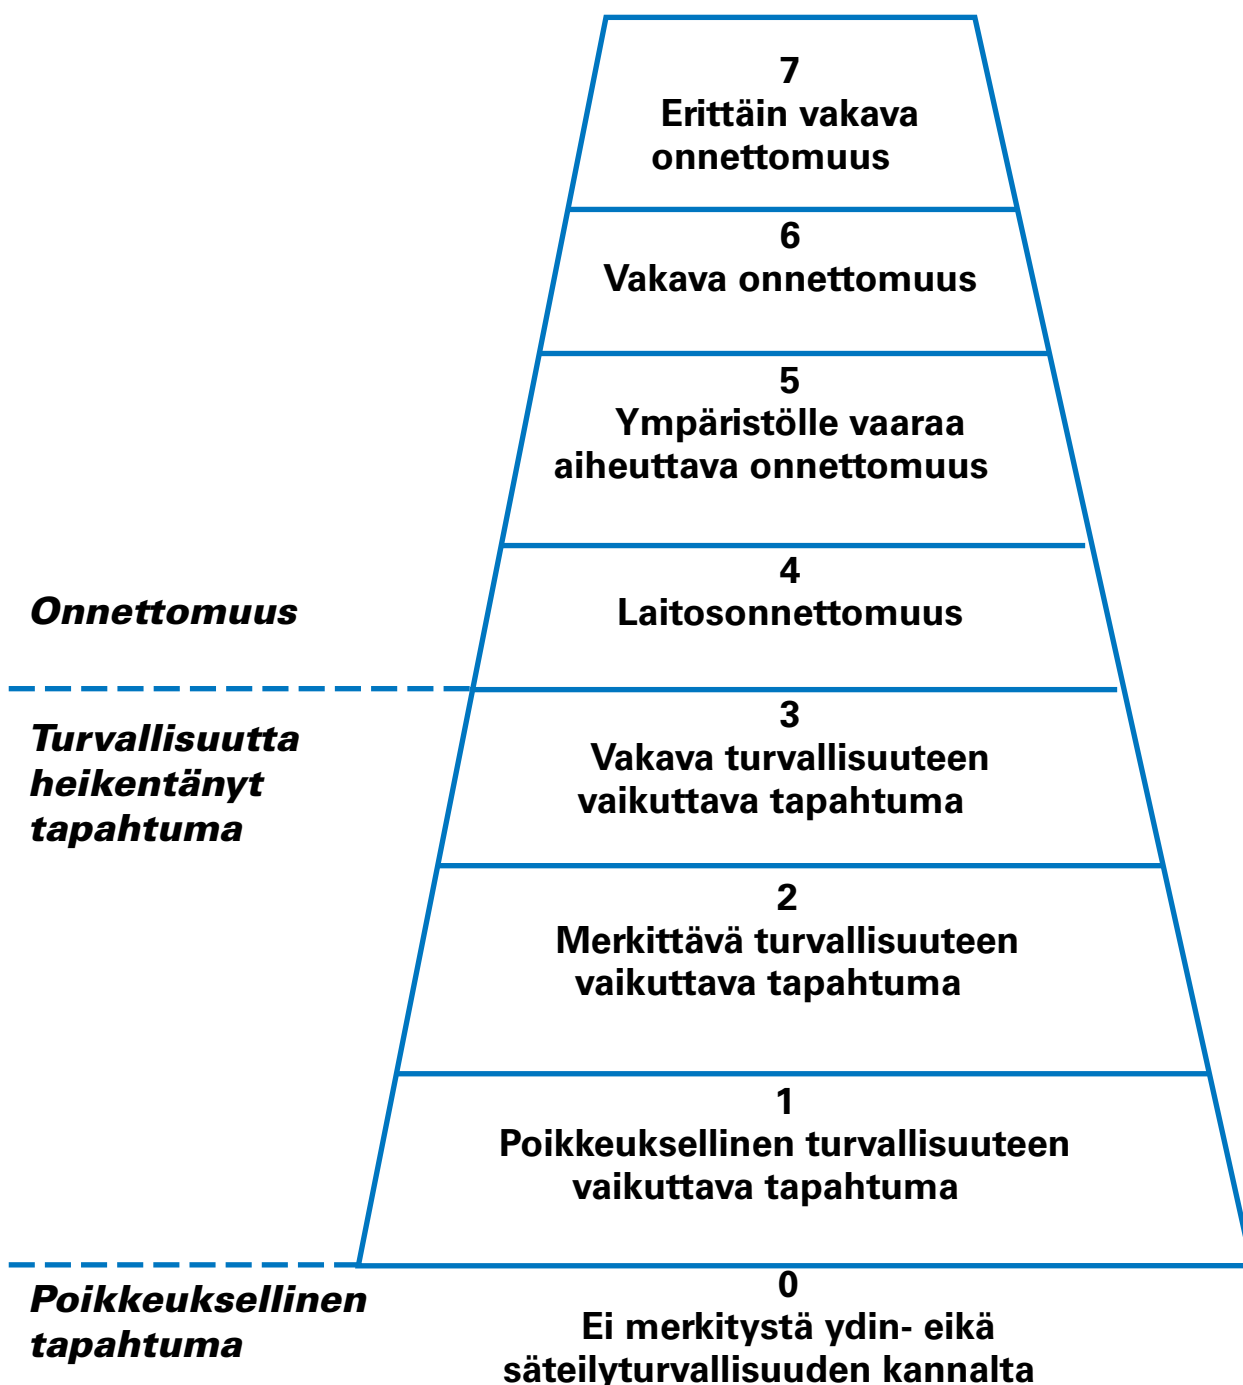 7
Erittäin vakava
onnettomuus
6
Vakava onnettomuus
5
Ympäristölle vaaraa
aiheuttava onnettomuus
Onnettomuus
4
Laitosonnettomuus
Turvallisuutta
heikentänyt
tapahtuma
3
Vakava turvallisuuteen
vaikuttava tapahtuma
2
Merkittävä turvallisuuteen
vaikuttava tapahtuma
1
Poikkeuksellinen turvallisuuteen
vaikuttava tapahtuma
Poikkeuksellinen
tapahtuma
0
Ei merkitystä ydin- eikä
säteilyturvallisuuden kannalta